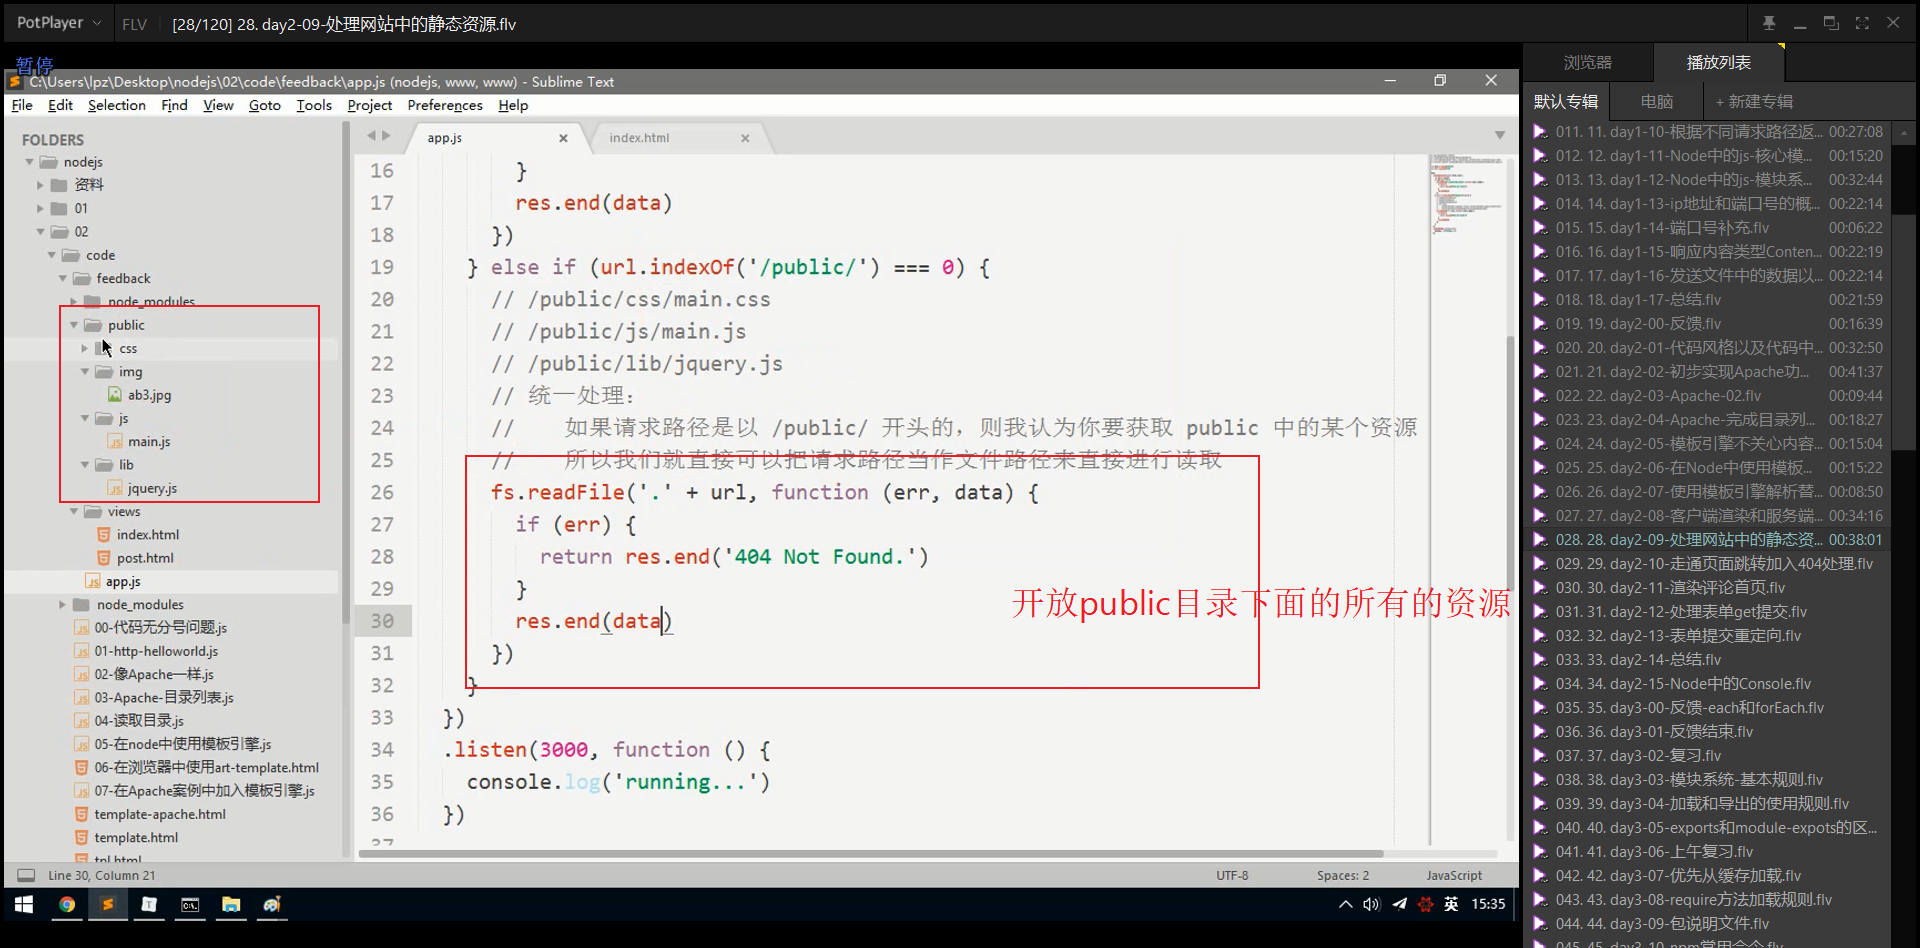 PotPlayer
FLV
[28/120] 28. day2-09-处理网站中的静态资源.flv
暂停
C:\Users\lpz\Desktop\nodejs\02\code\feedback\app.js (nodejs, www, www) - Sublime Text
File Edit Selection Find View Goto Tools Project Preferences Help
FOLDERS
nodejs
资料
01
02
code
feedback
node_modules
public
css
img
ab3.jpg
js
main.js
lib
jquery.js
views
index.html
post.html
app.js
node_modules
00-代码无分号问题.js
01-http-helloworld.js
02-像Apache一样.js
03-Apache-目录列表.js
04-读取目录.js
05-在node中使用模板引擎.js
06-在浏览器中使用art-template.html
07-在Apache案例中加入模板引擎.js
template-apache.html
template.html
tpl.html
app.js
index.html
16 }
17 res.end(data)
18 })
19 } else if (url.indexOf('/public/') === 0) {
20 // /public/css/main.css
21 // /public/js/main.js
22 // /public/lib/jquery.js
23 // 统一处理:
24 // 如果请求路径是以 /public/ 开头的，则我认为你要获取 public 中的某个资源
25 // 所以我们就直接可以把请求路径当作文件路径来直接进行读取
26 fs.readFile('.' + url, function (err, data) {
27 if (err) {
28 return res.end('404 Not Found.')
29 }
30 res.end(data)
31 })
32 }
33 })
34 .listen(3000, function () {
35 console.log('running...')
36 })
37
开放public目录下面的所有的资源
Line 30, Column 21
UTF-8
Spaces: 2
JavaScript
英
15:35
浏览器
播放列表
默认专辑
电脑
+ 新建专辑
011. 11. day1-10-根据不同请求路径返... 00:27:08
012. 12. day1-11-Node中的js-核心模... 00:15:20
013. 13. day1-12-Node中的js-模块系... 00:32:44
014. 14. day1-13-ip地址和端口号的概... 00:22:14
015. 15. day1-14-端口号补充.flv 00:06:22
016. 16. day1-15-响应内容类型Conten... 00:22:19
017. 17. day1-16-发送文件中的数据以... 00:22:14
018. 18. day1-17-总结.flv 00:21:59
019. 19. day2-00-反馈.flv 00:16:39
020. 20. day2-01-代码风格以及代码中... 00:32:50
021. 21. day2-02-初步实现Apache功... 00:41:37
022. 22. day2-03-Apache-02.flv 00:09:44
023. 23. day2-04-Apache-完成目录列... 00:18:27
024. 24. day2-05-模板引擎不关心内容... 00:15:04
025. 25. day2-06-在Node中使用模板... 00:15:22
026. 26. day2-07-使用模板引擎解析替... 00:08:50
027. 27. day2-08-客户端渲染和服务端... 00:34:16
028. 28. day2-09-处理网站中的静态资... 00:38:01
029. 29. day2-10-走通页面跳转加入404处理.flv
030. 30. day2-11-渲染评论首页.flv
031. 31. day2-12-处理表单get提交.flv
032. 32. day2-13-表单提交重定向.flv
033. 33. day2-14-总结.flv
034. 34. day2-15-Node中的Console.flv
035. 35. day3-00-反馈-each和forEach.flv
036. 36. day3-01-反馈结束.flv
037. 37. day3-02-复习.flv
038. 38. day3-03-模块系统-基本规则.flv
039. 39. day3-04-加载和导出的使用规则.flv
040. 40. day3-05-exports和module-expots的区...
041. 41. day3-06-上午复习.flv
042. 42. day3-07-优先从缓存加载.flv
043. 43. day3-08-require方法加载规则.flv
044. 44. day3-09-包说明文件.flv
045. 45. day3-10-npm常用命令.flv